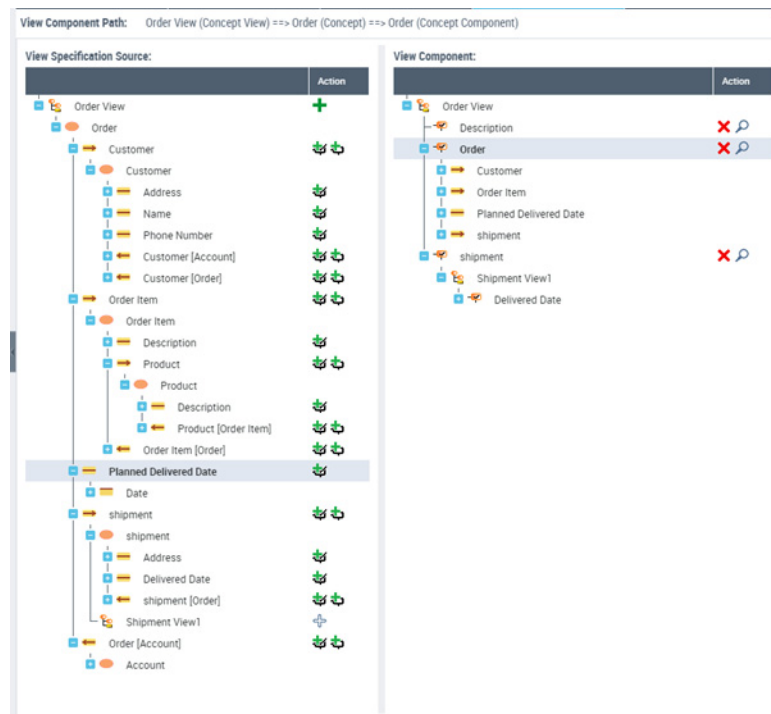 View Component Path: Order View (Concept View) ==> Order (Concept) ==> Order (Concept Component)
View Specification Source:
Action
Order View
Order
Customer
Customer
Address
Name
Phone Number
Customer [Account]
Customer [Order]
Order Item
Order Item
Description
Product
Product
Description
Product [Order Item]
Order Item [Order]
Planned Delivered Date
Date
shipment
shipment
Address
Delivered Date
shipment [Order]
Shipment View1
Order [Account]
Account
View Component:
Action
Order View
Description
Order
Customer
Order Item
Planned Delivered Date
shipment
shipment
Shipment View1
Delivered Date